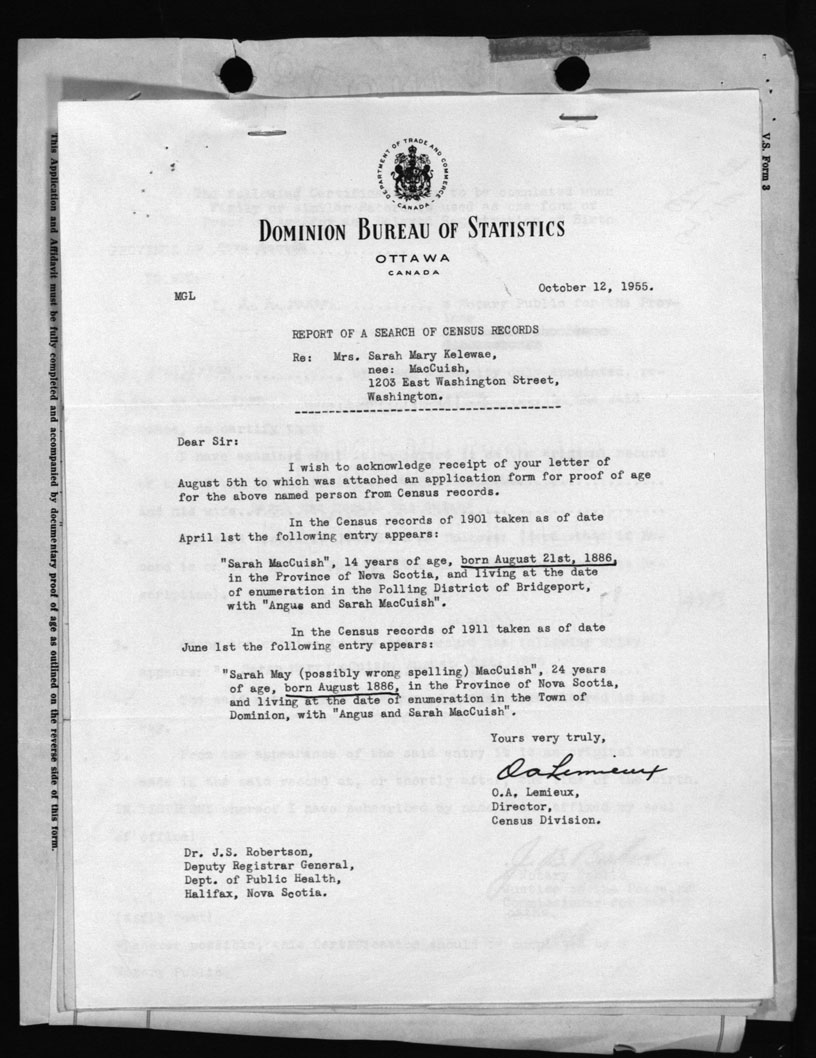 DEPARTMENT OF TRADE AND COMMERCE
CANADA
DOMINION BUREAU OF STATISTICS
OTTAWA
CANADA
October 12, 1955.
MGL
REPORT OF A SEARCH OF CENSUS RECORDS
Re: Mrs. Sarah Mary Kelewae,
nee: MacCuish,
1203 East Washington Street,
Washington.
Dear Sir:
I wish to acknowledge receipt of your letter of
August 5th to which was attached an application form for proof of age
for the above named person from Census records.
In the Census records of 1901 taken as of date
April 1st the following entry appears:
"Sarah MacCuish", 14 years of age, born August 21st, 1886,
in the Province of Nova Scotia, and living at the date
of enumeration in the Polling District of Bridgeport,
with "Angus and Sarah MacCuish".
In the Census records of 1911 taken as of date
June 1st the following entry appears:
"Sarah May (possibly wrong spelling) MacCuish", 24 years
of age, born August 1886, in the Province of Nova Scotia,
and living at the date of enumeration in the Town of
Dominion, with "Angus and Sarah MacCuish".
Yours very truly,
O A Lemieux
O.A, Lemieux,
Director,
Census Division.
Dr. J.S. Robertson,
Deputy Registrar General,
Dept. of Public Health,
Halifax, Nova Scotia.
This Application and Affidavit must be fully completed and accompanied by documentary proof of age as outlined on the reverse side of this form.
V.S. Form 3